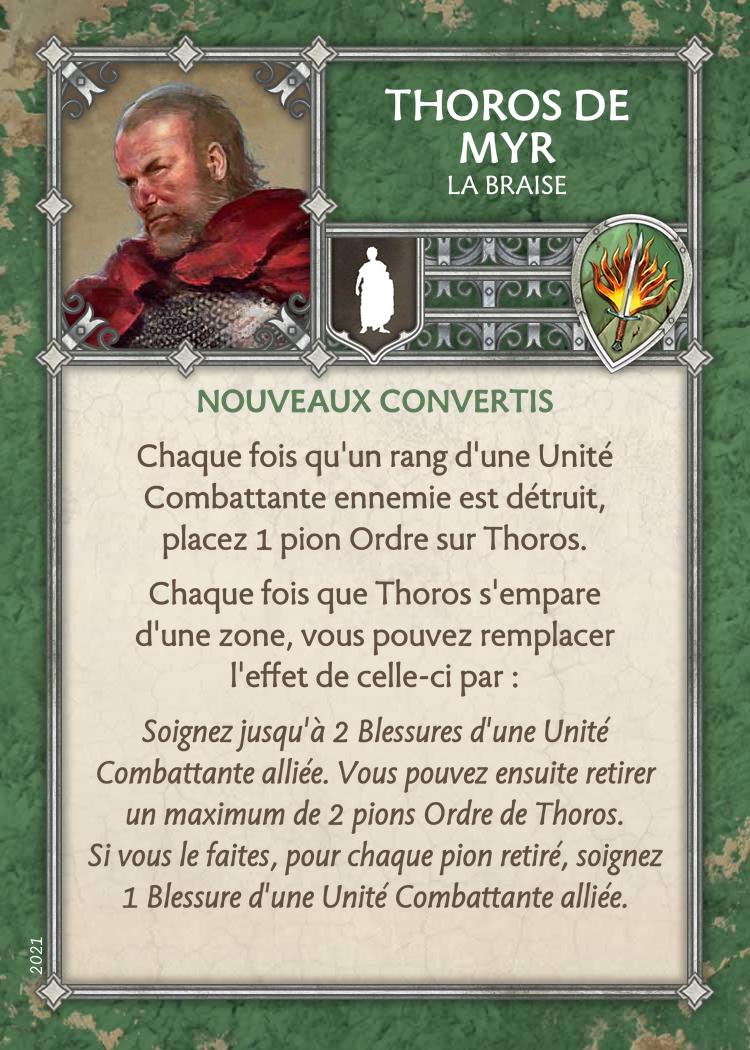 THOROS DE
MYR
LA BRAISE
NOUVEAUX CONVERTIS
Chaque fois qu'un rang d'une Unité
Combattante ennemie est détruit,
placez 1 pion Ordre sur Thoros.
Chaque fois que Thoros s'empare
d'une zone, vous pouvez remplacer
l'effet de celle-ci par :
Soignez jusqu'à 2 Blessures d'une Unité
Combattante alliée. Vous pouvez ensuite retirer
un maximum de 2 pions Ordre de Thoros.
Si vous le faites, pour chaque pion retiré, soignez
1 Blessure d'une Unité Combattante alliée.
2021